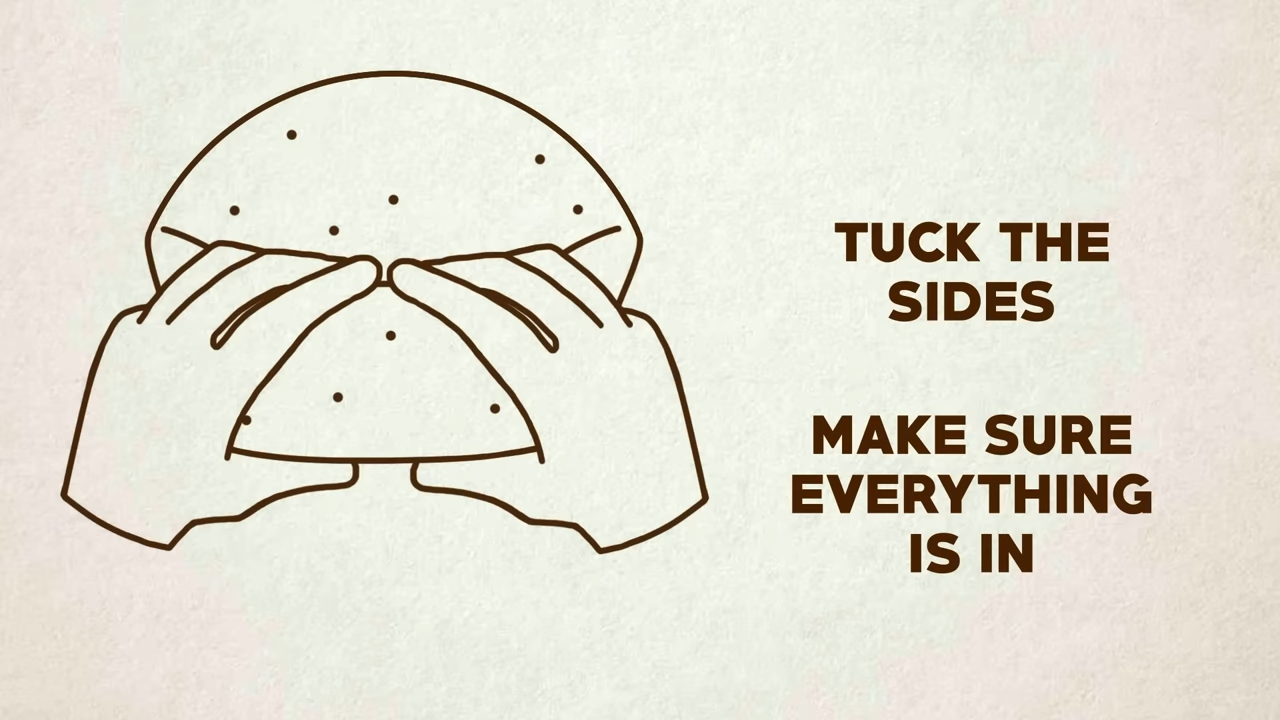 TUCK THE
SIDES
MAKE SURE
EVERYTHING
IS IN